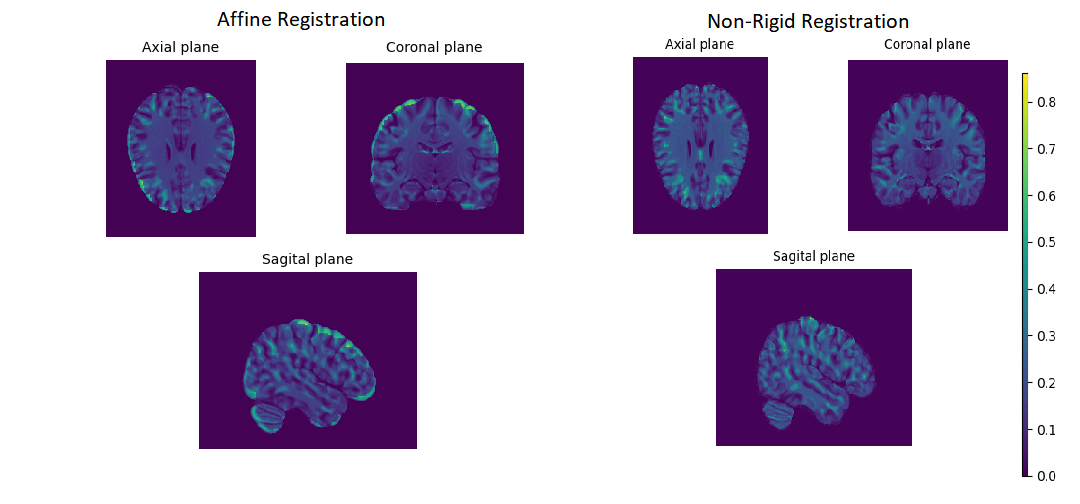 Affine Registration
Axial plane
Coronal plane
Sagital plane
Non-Rigid Registration
Axial plane
Coronal plane
Sagital plane
0.8
0.7
0.6
0.5
0.4
0.3
0.2
0.1
0.0